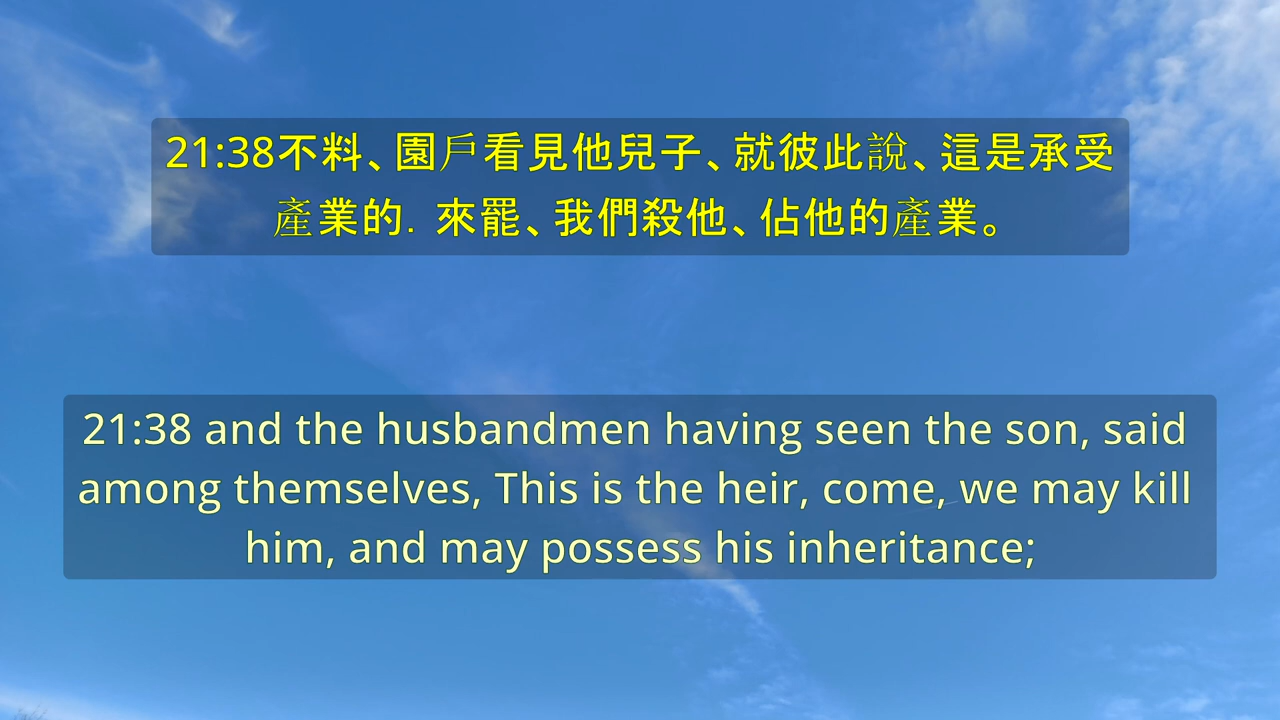 21:38不料、園戶看見他兒子、就彼此說、這是承受
產業的．來罷、我們殺他、佔他的產業。
21:38 and the husbandmen having seen the son, said
among themselves, This is the heir, come, we may kill
him, and may possess his inheritance;